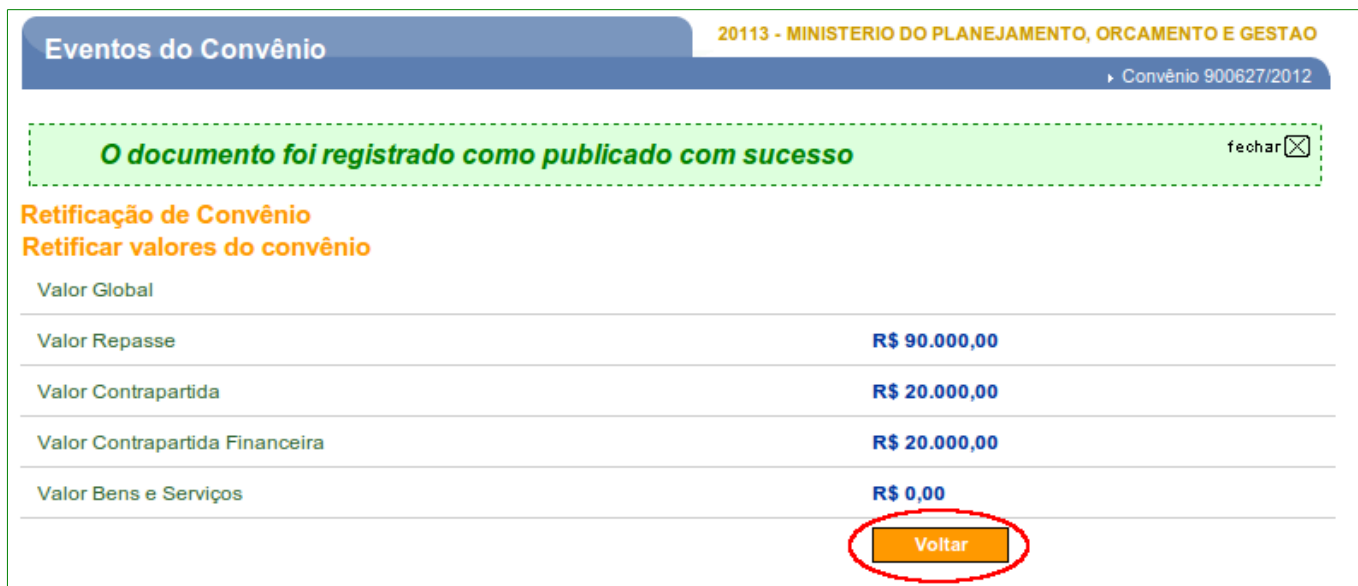 Eventos do Convênio
20113 - MINISTERIO DO PLANEJAMENTO, ORCAMENTO E GESTAO
Convênio 900627/2012
O documento foi registrado como publicado com sucesso
fechar
Retificação de Convênio
Retificar valores do convênio
Valor Global
Valor Repasse R$ 90.000,00
Valor Contrapartida R$ 20.000,00
Valor Contrapartida Financeira R$ 20.000,00
Valor Bens e Serviços R$ 0,00
Voltar